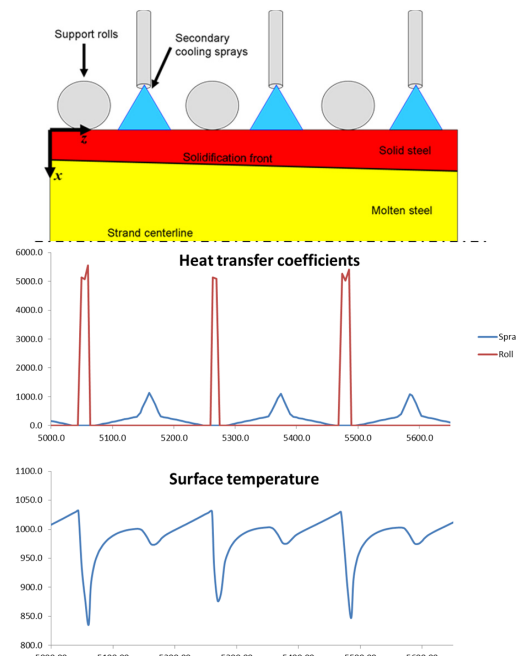 Support rolls
Secondary
cooling sprays
z
Solidification front
Solid steel
x
Molten steel
Strand centerline
Heat transfer coefficients
6000.0
5000.0
4000.0
3000.0
2000.0
1000.0
0.0
5000.0 5100.0 5200.0 5300.0 5400.0 5500.0 5600.0
Spra
Roll
Surface temperature
1100.0
1050.0
1000.0
950.0
900.0
850.0
800.0